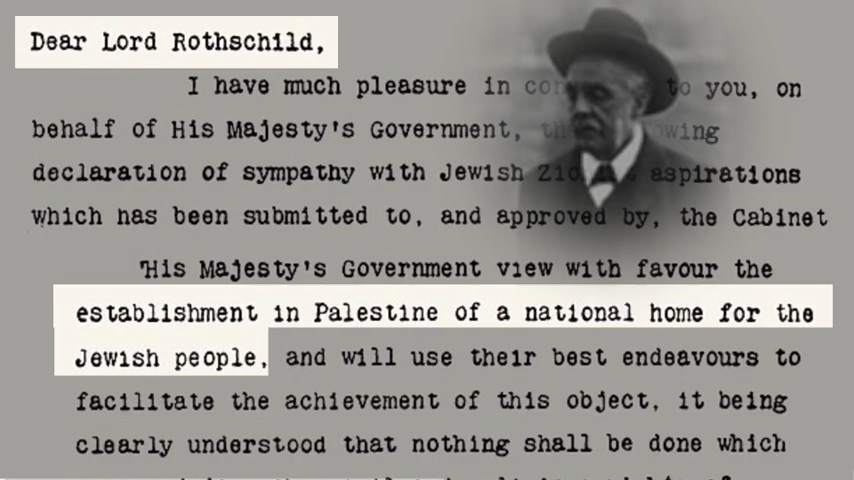 Dear Lord Rothschild,
I have much pleasure in to you, on
behalf of His Majesty's Government,
declaration of sympathy with Jewish aspirations
which has been submitted to, and approved by, the Cabinet
"His Majesty's Government view with favour the
establishment in Palestine of a national home for the
Jewish people, and will use their best endeavours to
facilitate the achievement of this object, it being
clearly understood that nothing shall be done which